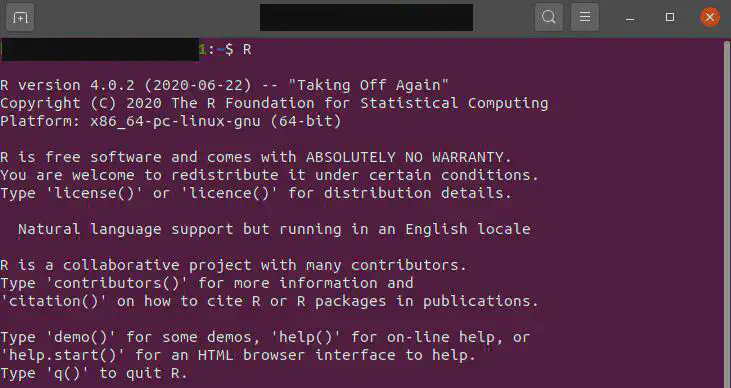 1:~$ R
R version 4.0.2 (2020-06-22) -- "Taking Off Again"
Copyright (C) 2020 The R Foundation for Statistical Computing
Platform: x86_64-pc-linux-gnu (64-bit)
R is free software and comes with ABSOLUTELY NO WARRANTY.
You are welcome to redistribute it under certain conditions.
Type 'license()' or 'licence()' for distribution details.
Natural language support but running in an English locale
R is a collaborative project with many contributors.
Type 'contributors()' for more information and
'citation()' on how to cite R or R packages in publications.
Type 'demo()' for some demos, 'help()' for on-line help, or
'help.start()' for an HTML browser interface to help.
Type 'q()' to quit R.